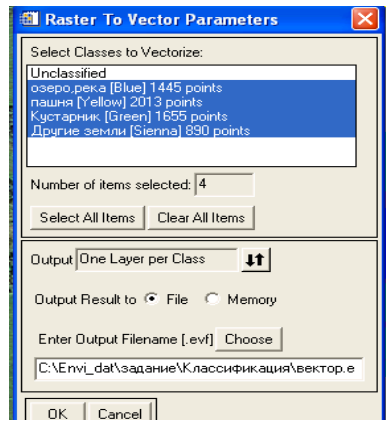 Raster To Vector Parameters
Select Classes to Vectorize:
Unclassified
озеро,река [Blue] 1445 points
пашня [Yellow] 2013 points
Кустарник [Green] 1655 points
Другие земли [Sienna] 890 points
Number of items selected: 4
Select All Items Clear All Items
Output One Layer per Class
Output Result to File Memory
Enter Output Filename [.evf] Choose
C:\Envi_dat\задание\Классификация\вектор.е
OK Cancel